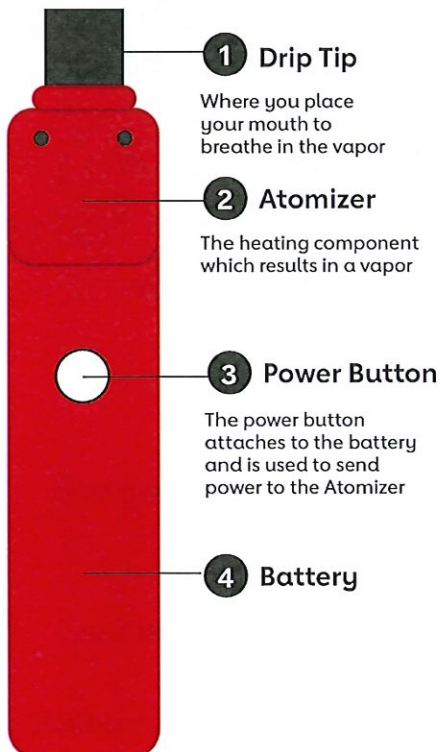 1 Drip Tip
Where you place
your mouth to
breathe in the vapor
2 Atomizer
The heating component
which results in a vapor
3 Power Button
The power button
attaches to the battery
and is used to send
power to the Atomizer
4 Battery